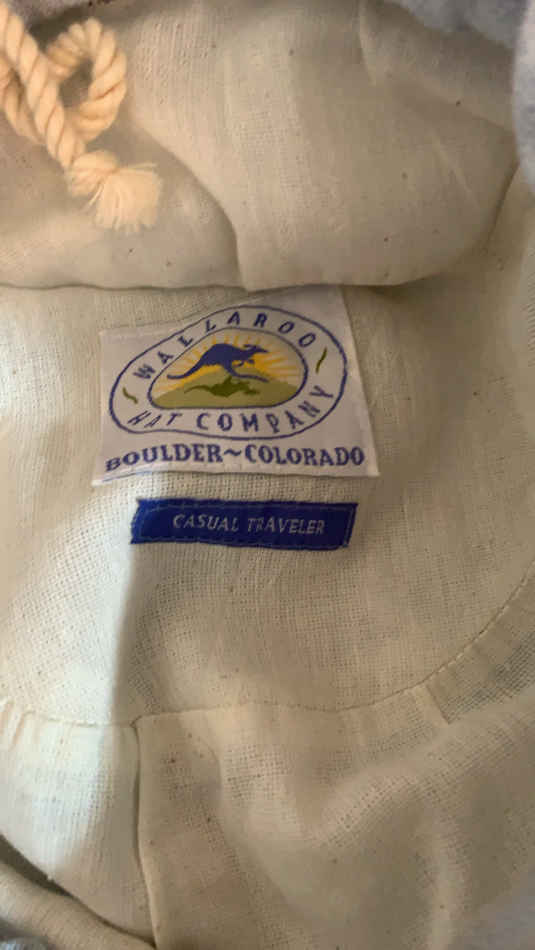 WALLAROO
HAT COMPANY
BOULDER~COLORADO
CASUAL TRAVELER